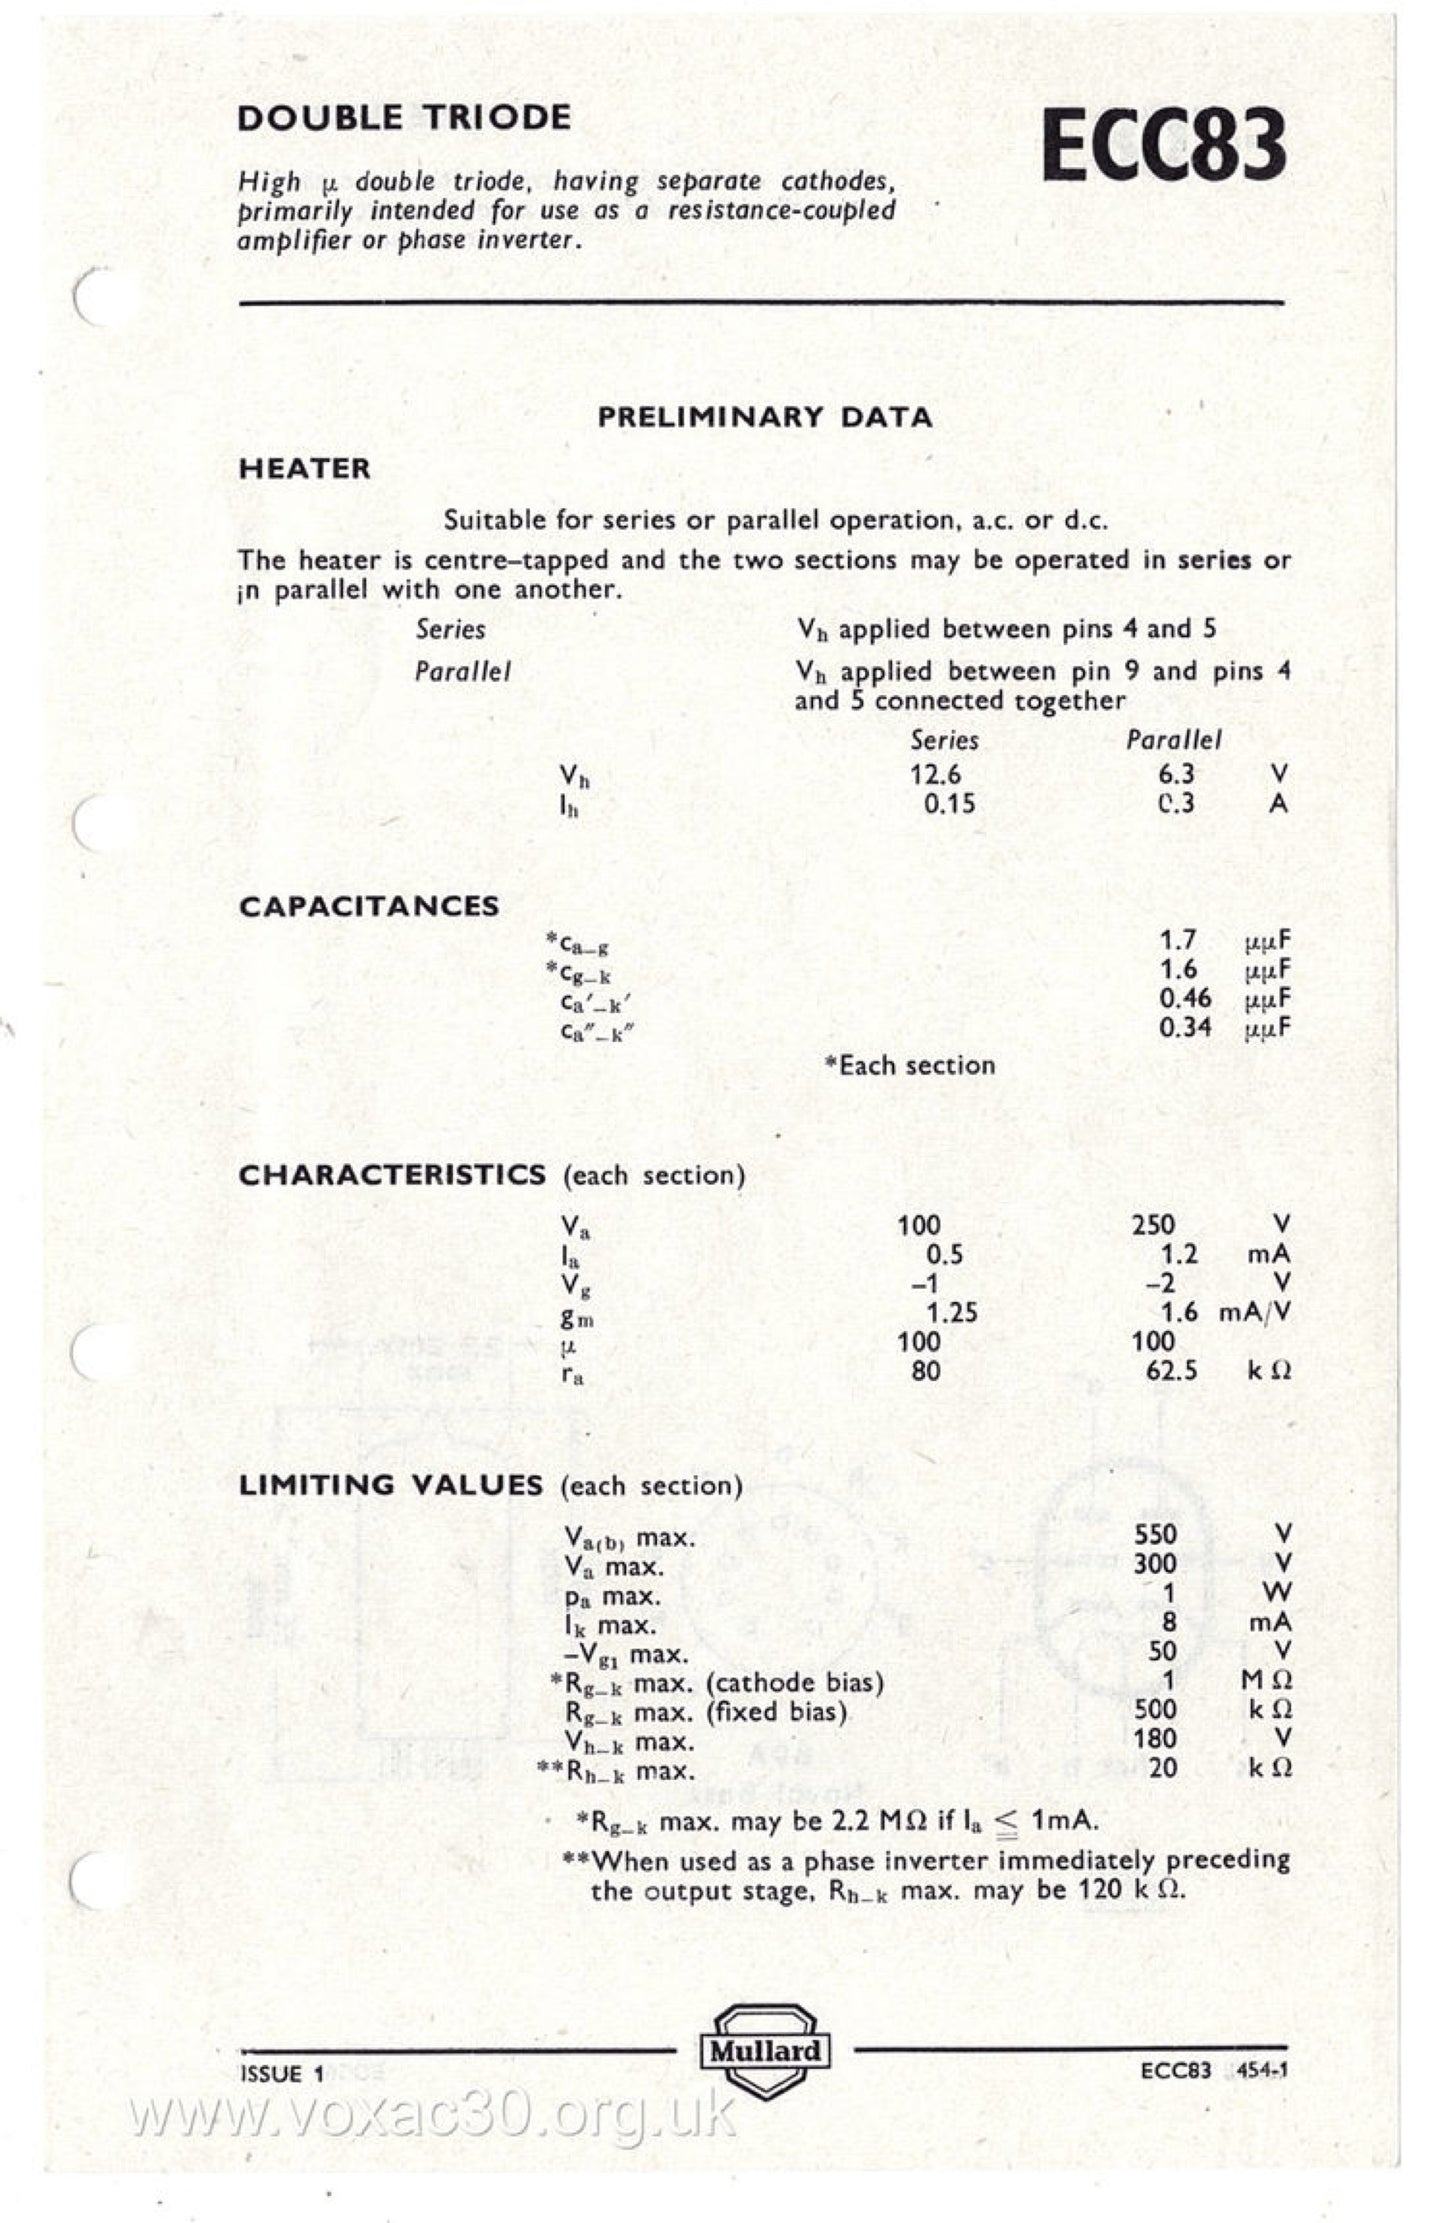 DOUBLE TRIODE
ECC83
High μ double triode, having separate cathodes,
primarily intended for use as a resistance-coupled
amplifier or phase inverter.
PRELIMINARY DATA
HEATER
Suitable for series or parallel operation, a.c. or d.c.
The heater is centre–tapped and the two sections may be operated in series or
in parallel with one another.
Series Vh applied between pins 4 and 5
Parallel Vh applied between pin 9 and pins 4
and 5 connected together
Series Parallel
Vh 12.6 6.3 V
Ih 0.15 0.3 A
CAPACITANCES
*ca–g 1.7 μμF
*cg–k 1.6 μμF
ca′–k′ 0.46 μμF
ca″–k″ 0.34 μμF
*Each section
CHARACTERISTICS (each section)
Va 100 250 V
Ia 0.5 1.2 mA
Vg –1 –2 V
gm 1.25 1.6 mA/V
μ 100 100
ra 80 62.5 k Ω
LIMITING VALUES (each section)
Va(b) max. 550 V
Va max. 300 V
pa max. 1 W
Ik max. 8 mA
–Vg1 max. 50 V
*Rg–k max. (cathode bias) 1 M Ω
Rg–k max. (fixed bias) 500 k Ω
Vh–k max. 180 V
**Rh–k max. 20 k Ω
*Rg–k max. may be 2.2 MΩ if Ia ≦ 1mA.
**When used as a phase inverter immediately preceding
the output stage, Rh–k max. may be 120 k Ω.
Mullard
ISSUE 1
ECC83 454-1
www.voxac30.org.uk